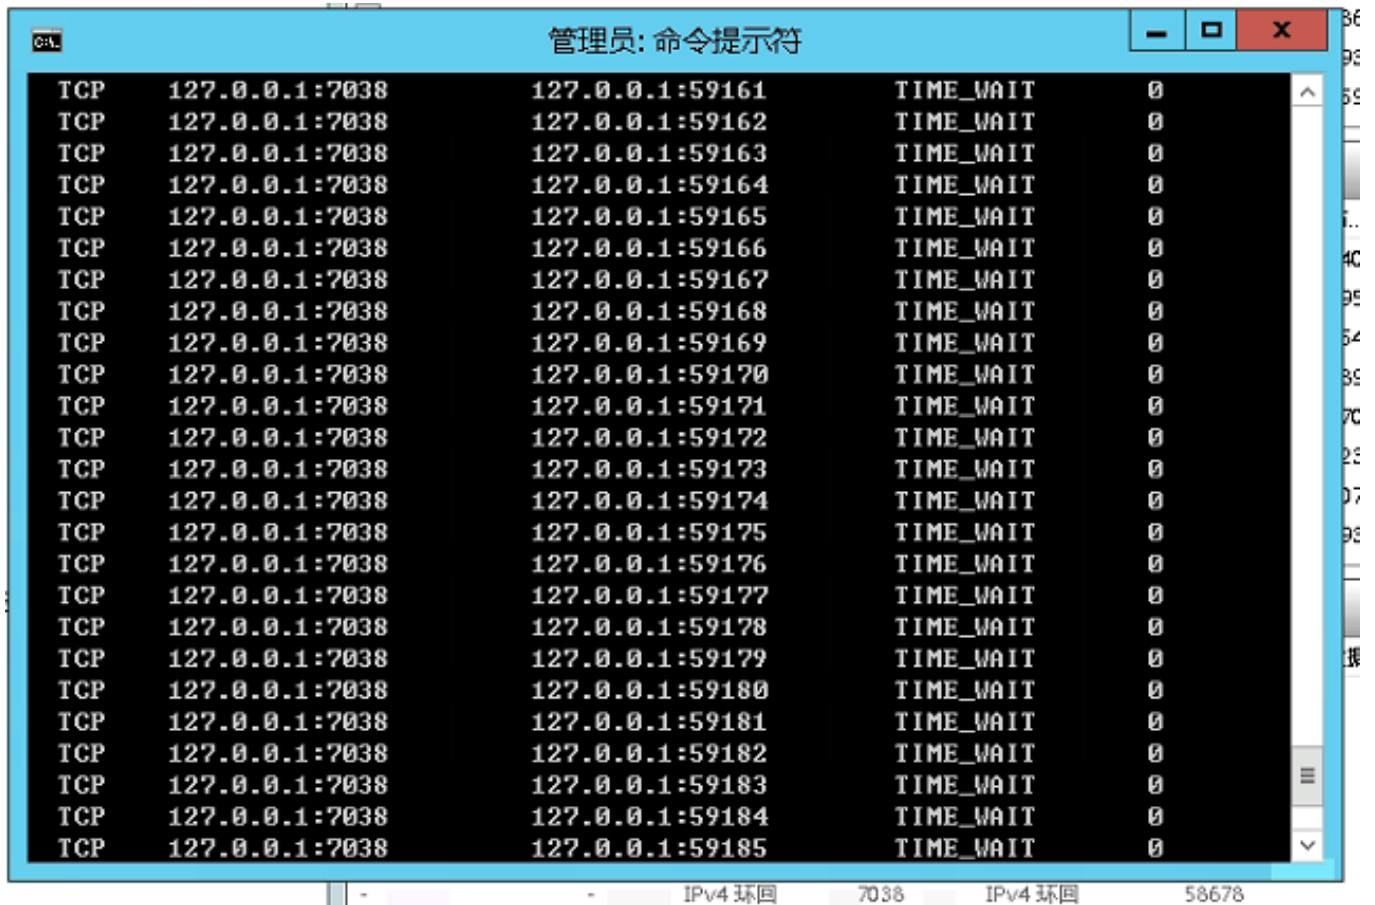 管理员: 命令提示符
TCP 127.0.0.1:7038 127.0.0.1:59161 TIME_WAIT 0
TCP 127.0.0.1:7038 127.0.0.1:59162 TIME_WAIT 0
TCP 127.0.0.1:7038 127.0.0.1:59163 TIME_WAIT 0
TCP 127.0.0.1:7038 127.0.0.1:59164 TIME_WAIT 0
TCP 127.0.0.1:7038 127.0.0.1:59165 TIME_WAIT 0
TCP 127.0.0.1:7038 127.0.0.1:59166 TIME_WAIT 0
TCP 127.0.0.1:7038 127.0.0.1:59167 TIME_WAIT 0
TCP 127.0.0.1:7038 127.0.0.1:59168 TIME_WAIT 0
TCP 127.0.0.1:7038 127.0.0.1:59169 TIME_WAIT 0
TCP 127.0.0.1:7038 127.0.0.1:59170 TIME_WAIT 0
TCP 127.0.0.1:7038 127.0.0.1:59171 TIME_WAIT 0
TCP 127.0.0.1:7038 127.0.0.1:59172 TIME_WAIT 0
TCP 127.0.0.1:7038 127.0.0.1:59173 TIME_WAIT 0
TCP 127.0.0.1:7038 127.0.0.1:59174 TIME_WAIT 0
TCP 127.0.0.1:7038 127.0.0.1:59175 TIME_WAIT 0
TCP 127.0.0.1:7038 127.0.0.1:59176 TIME_WAIT 0
TCP 127.0.0.1:7038 127.0.0.1:59177 TIME_WAIT 0
TCP 127.0.0.1:7038 127.0.0.1:59178 TIME_WAIT 0
TCP 127.0.0.1:7038 127.0.0.1:59179 TIME_WAIT 0
TCP 127.0.0.1:7038 127.0.0.1:59180 TIME_WAIT 0
TCP 127.0.0.1:7038 127.0.0.1:59181 TIME_WAIT 0
TCP 127.0.0.1:7038 127.0.0.1:59182 TIME_WAIT 0
TCP 127.0.0.1:7038 127.0.0.1:59183 TIME_WAIT 0
TCP 127.0.0.1:7038 127.0.0.1:59184 TIME_WAIT 0
TCP 127.0.0.1:7038 127.0.0.1:59185 TIME_WAIT 0
- - IPv4 环回 7038 IPv4 环回 58678